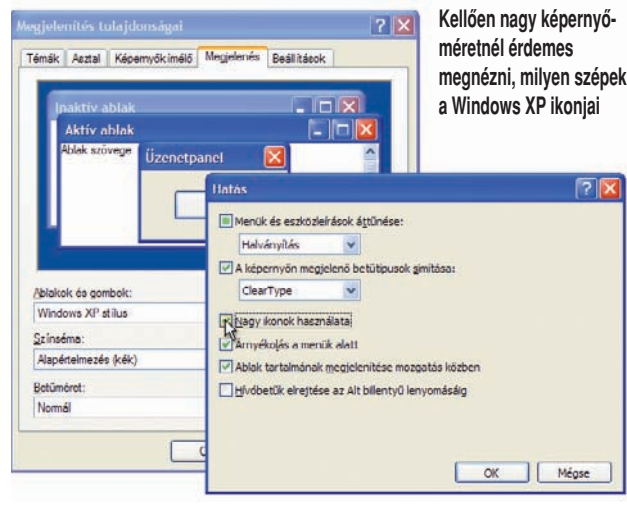 Megjelenítés tulajdonságai
Témák Asztal Képernyőkímélő Megjelenés Beállítások
Inaktív ablak
Aktív ablak
Ablak szövege
Üzenetpanel
Ablakok és gombok:
Windows XP stílus
Színséma:
Alapértelmezés (kék)
Betűméret:
Normál
Hatás
Menük és eszközleírások áttűnése:
Halványítás
A képernyőn megjelenő betűtípusok simítása:
ClearType
Nagy ikonok használata
Árnyékolás a menük alatt
Ablak tartalmának megjelenítése mozgatás közben
Hívóbetűk elrejtése az Alt billentyű lenyomásáig
OK Mégse
Kellően nagy képernyő-
méretnél érdemes
megnézni, milyen szépek
a Windows XP ikonjai